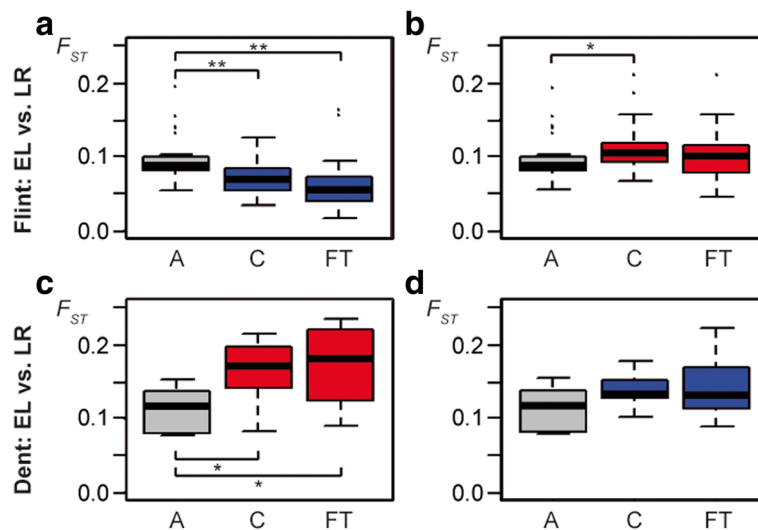 a
b
F_ST
F_ST
**
**
*
0.2
0.1
0.0
0.2
0.1
0.0
Flint: EL vs. LR
A C FT
A C FT
c
d
F_ST
F_ST
0.2
0.1
0.0
0.2
0.1
0.0
*
*
Dent: EL vs. LR
A C FT
A C FT